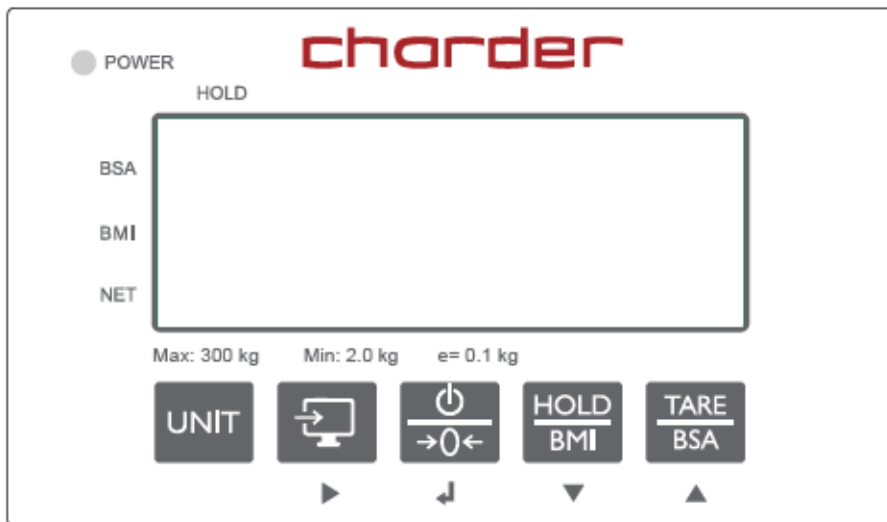 charder
POWER
HOLD
BSA
BMI
NET
Max: 300 kg Min: 2.0 kg e= 0.1 kg
UNIT
→0←
HOLD
BMI
TARE
BSA